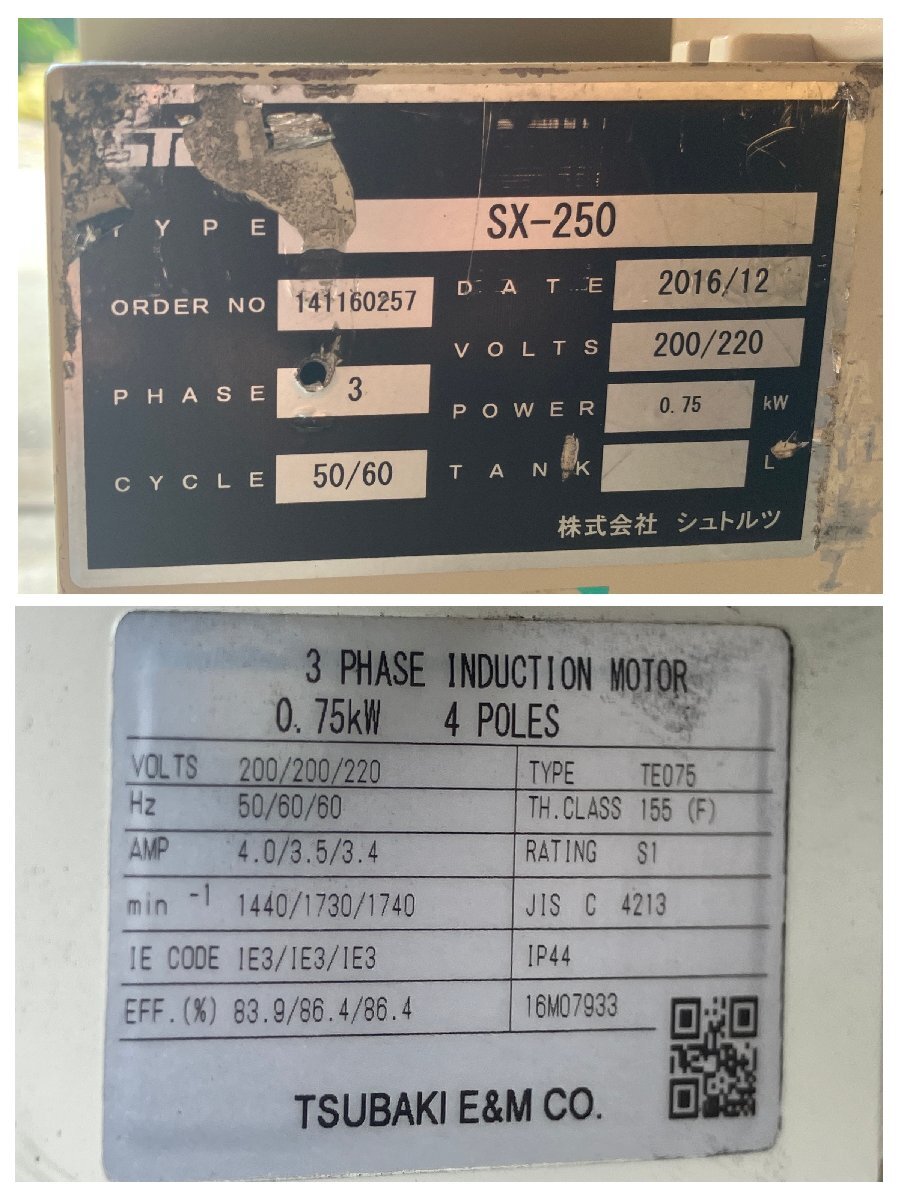 TYPE SX-250
ORDER NO 141160257 DATE 2016/12
VOLTS 200/220
PHASE 3 POWER 0.75 kW
CYCLE 50/60 TANK L
株式会社 シュトルツ
3 PHASE INDUCTION MOTOR
0.75kW 4 POLES
VOLTS 200/200/220 TYPE TE075
Hz 50/60/60 TH.CLASS 155 (F)
AMP 4.0/3.5/3.4 RATING S1
min -1 1440/1730/1740 JIS C 4213
IE CODE IE3/IE3/IE3 IP44
EFF.(%) 83.9/86.4/86.4 16M07933
TSUBAKI E&M CO.